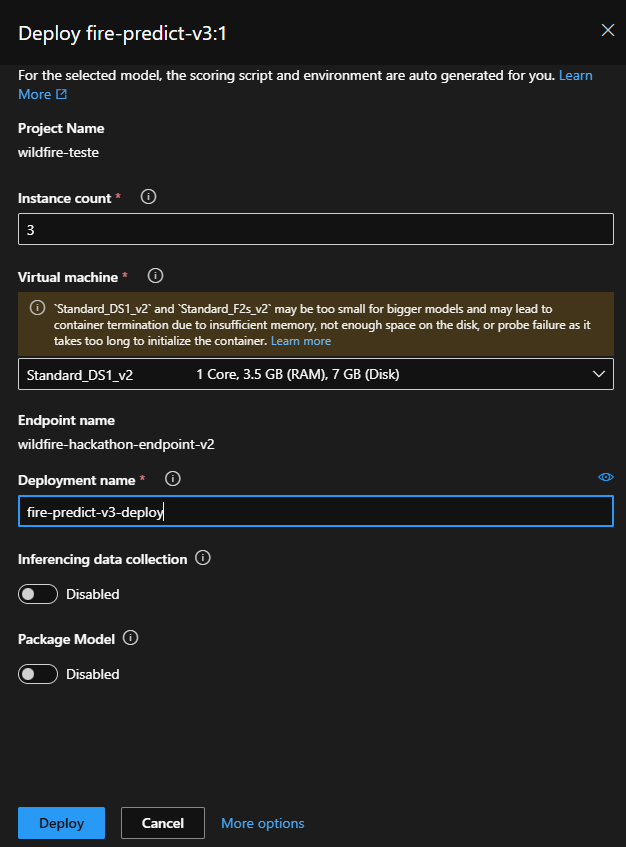 Deploy fire-predict-v3:1
For the selected model, the scoring script and environment are auto generated for you. Learn
More
Project Name
wildfire-teste
Instance count *
3
Virtual machine *
`Standard_DS1_v2` and `Standard_F2s_v2` may be too small for bigger models and may lead to
container termination due to insufficient memory, not enough space on the disk, or probe failure as it
takes too long to initialize the container. Learn more
Standard_DS1_v2 1 Core, 3.5 GB (RAM), 7 GB (Disk)
Endpoint name
wildfire-hackathon-endpoint-v2
Deployment name *
fire-predict-v3-deploy
Inferencing data collection
Disabled
Package Model
Disabled
Deploy Cancel More options